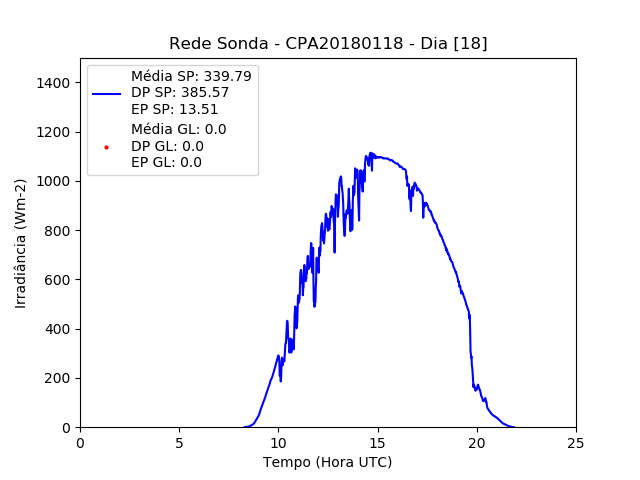 Rede Sonda - CPA20180118 - Dia [18]
Média SP: 339.79
DP SP: 385.57
EP SP: 13.51
Média GL: 0.0
DP GL: 0.0
EP GL: 0.0
1400
1200
1000
800
600
400
200
0
Irradiância (Wm-2)
0 5 10 15 20 25
Tempo (Hora UTC)